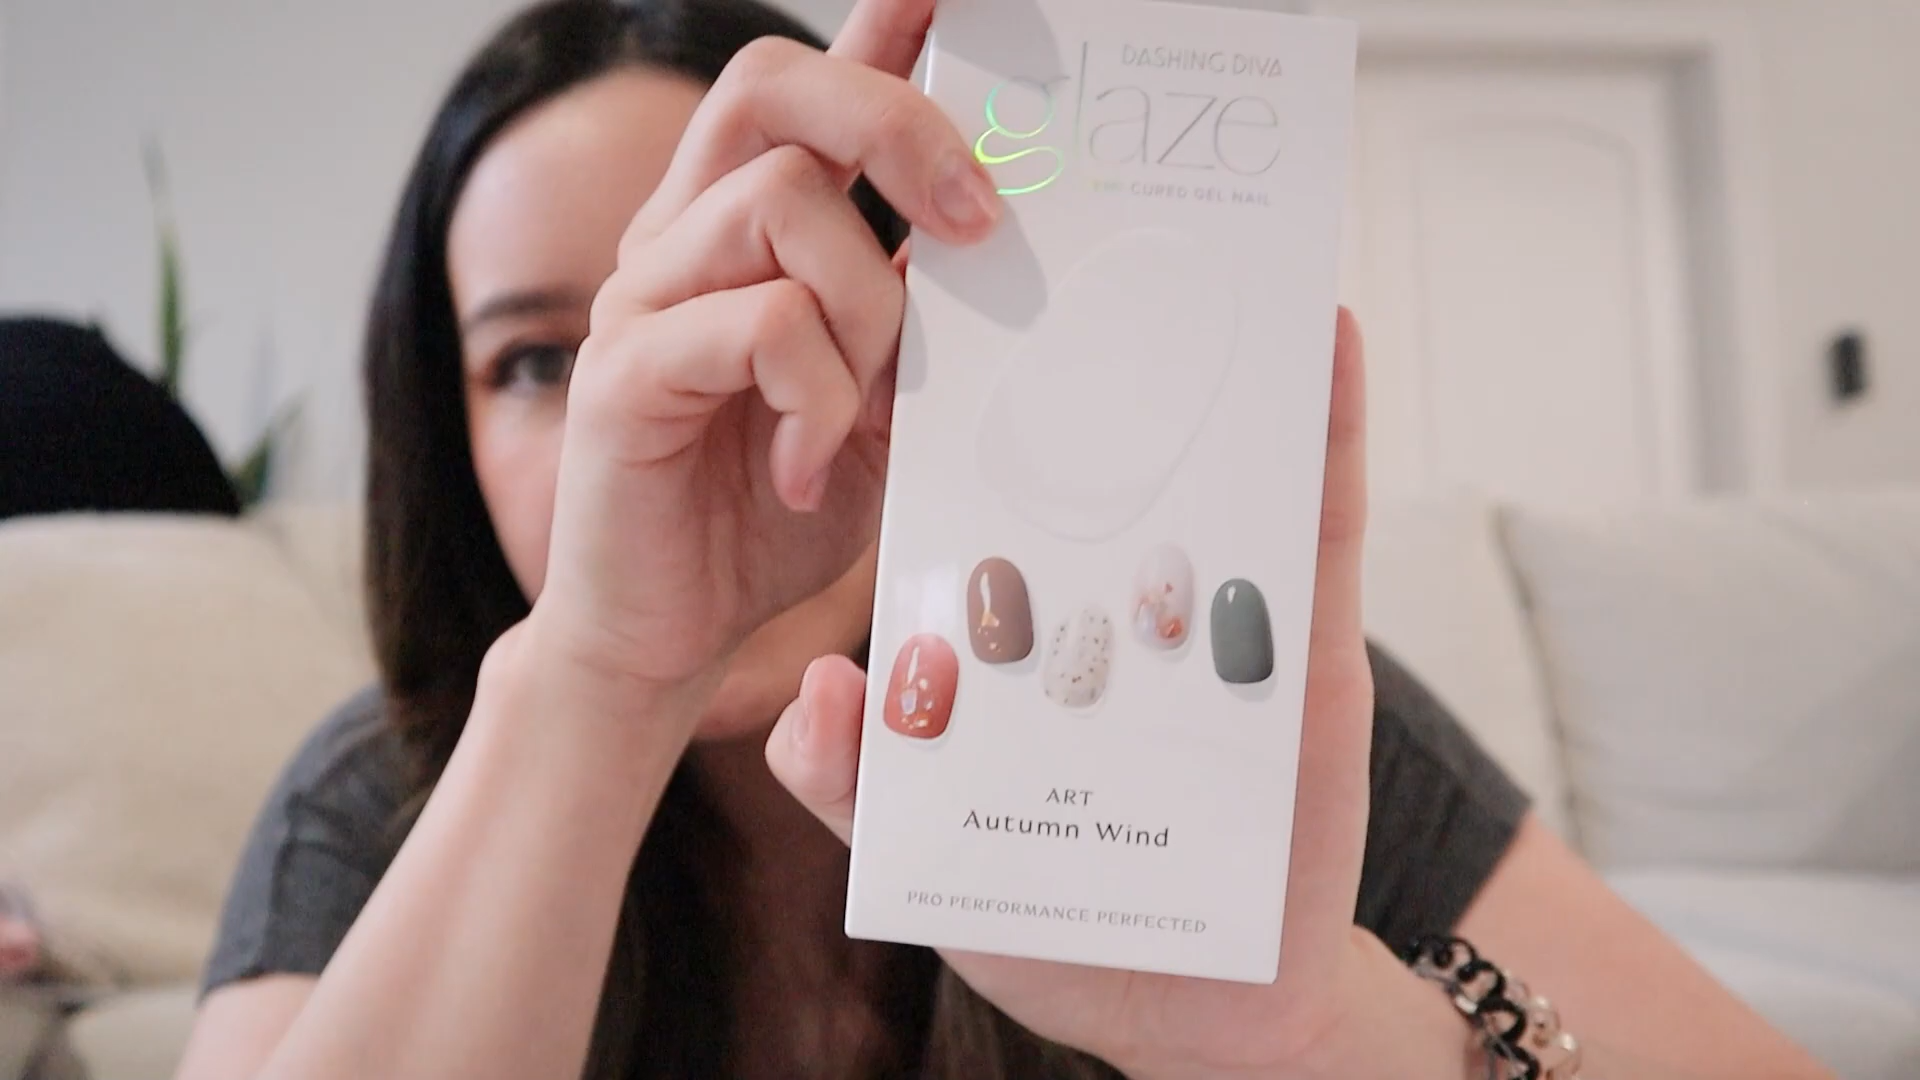 DASHING DIVA
glaze
CURED GEL NAIL
ART
Autumn Wind
PRO PERFORMANCE PERFECTED